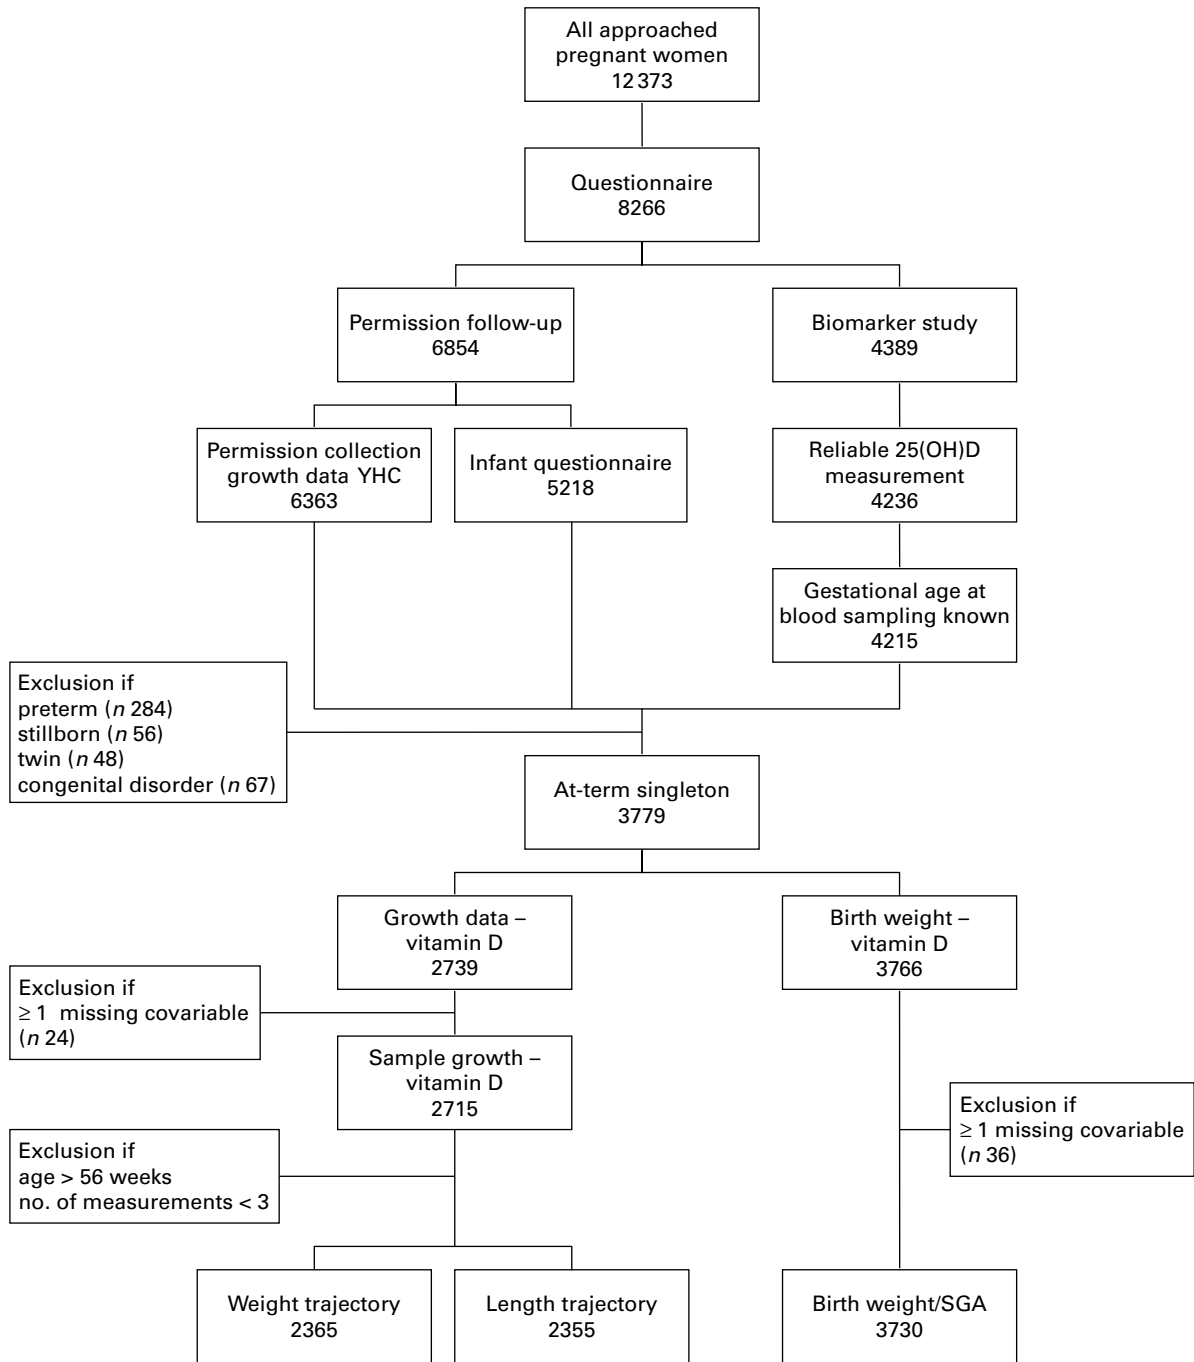 All approached
pregnant women
12 373
Questionnaire
8266
Permission follow-up
6854
Biomarker study
4389
Permission collection
growth data YHC
6363
Infant questionnaire
5218
Reliable 25(OH)D
measurement
4236
Gestational age at
blood sampling known
4215
Exclusion if
preterm (n 284)
stillborn (n 56)
twin (n 48)
congenital disorder (n 67)
At-term singleton
3779
Growth data –
vitamin D
2739
Birth weight –
vitamin D
3766
Exclusion if
≥ 1 missing covariable
(n 24)
Sample growth –
vitamin D
2715
Exclusion if
≥ 1 missing covariable
(n 36)
Exclusion if
age > 56 weeks
no. of measurements < 3
Weight trajectory
2365
Length trajectory
2355
Birth weight/SGA
3730